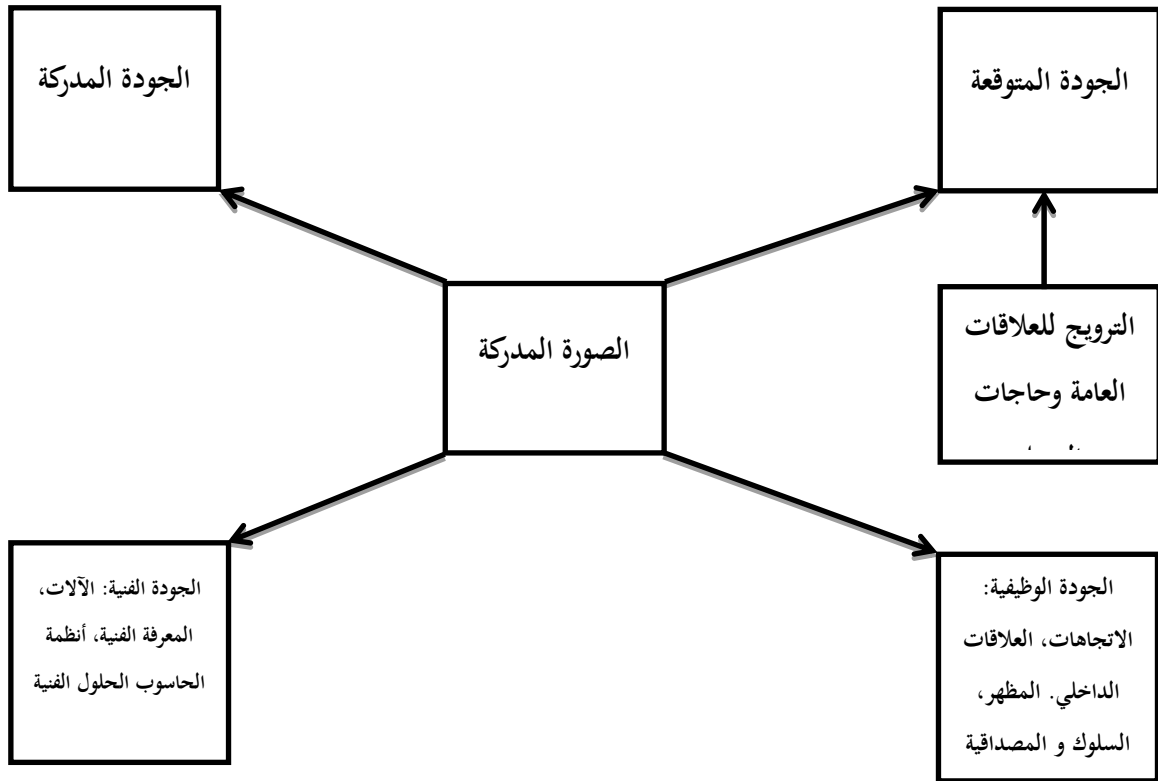 الجودة المتوقعة
الجودة المدركة
الترويج للعلاقات
العامة وحاجات
الصورة المدركة
الجودة الوظيفية:
الاتجاهات، العلاقات
الداخلي. المظهر،
السلوك و المصداقية
الجودة الفنية: الآلات،
المعرفة الفنية، أنظمة
الحاسوب الحلول الفنية